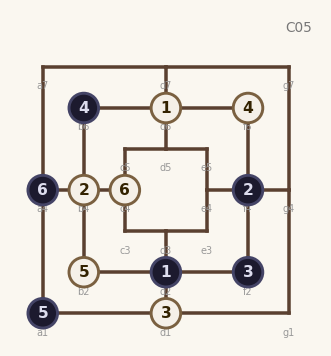 C05
a7 d7 g7
4 1 4
b6 d6 f6
c5 d5 e5
6 2 6 2
a4 b4 c4 e4 f4 g4
c3 d3 e3
5 1 3
b2 d2 f2
5 3
a1 d1 g1